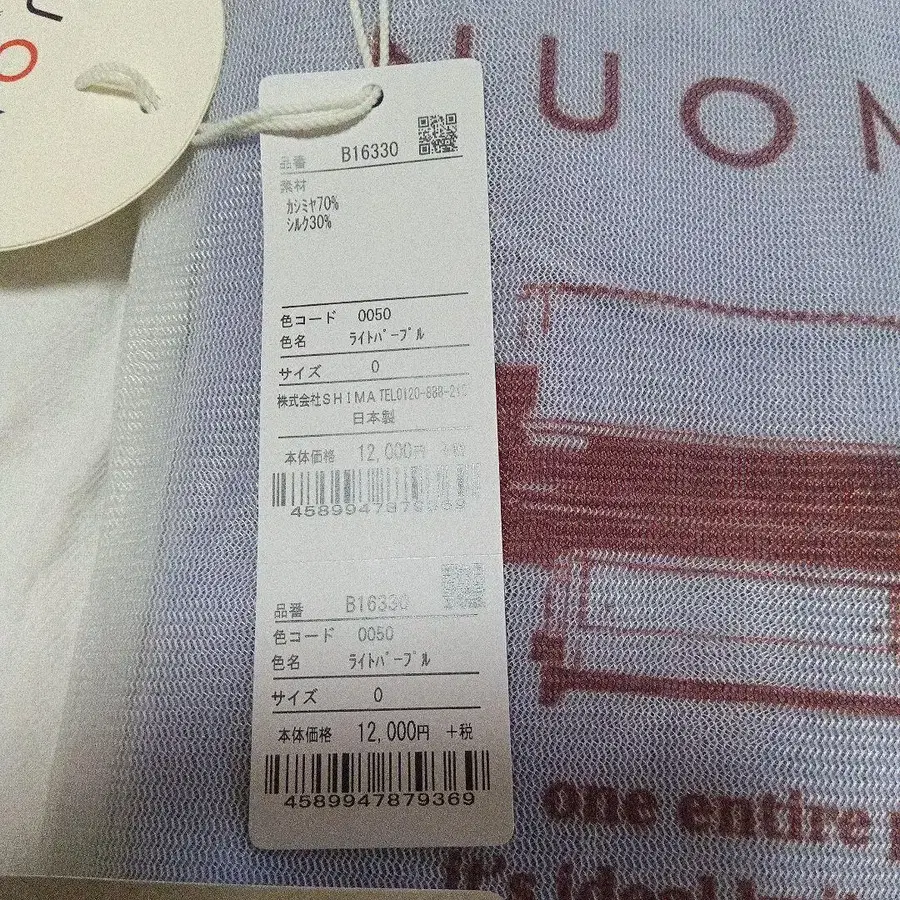 NUOM
品番 B16330
素材
カシミヤ70%
シルク30%
色コード 0050
色名 ライトパープル
サイズ 0
株式会社SHIMA
日本製
本体価格 12,000円 +税
4589947879369
品番 B16330
色コード 0050
色名 ライトパープル
サイズ 0
本体価格 12,000円 +税
4589947879369
one entire